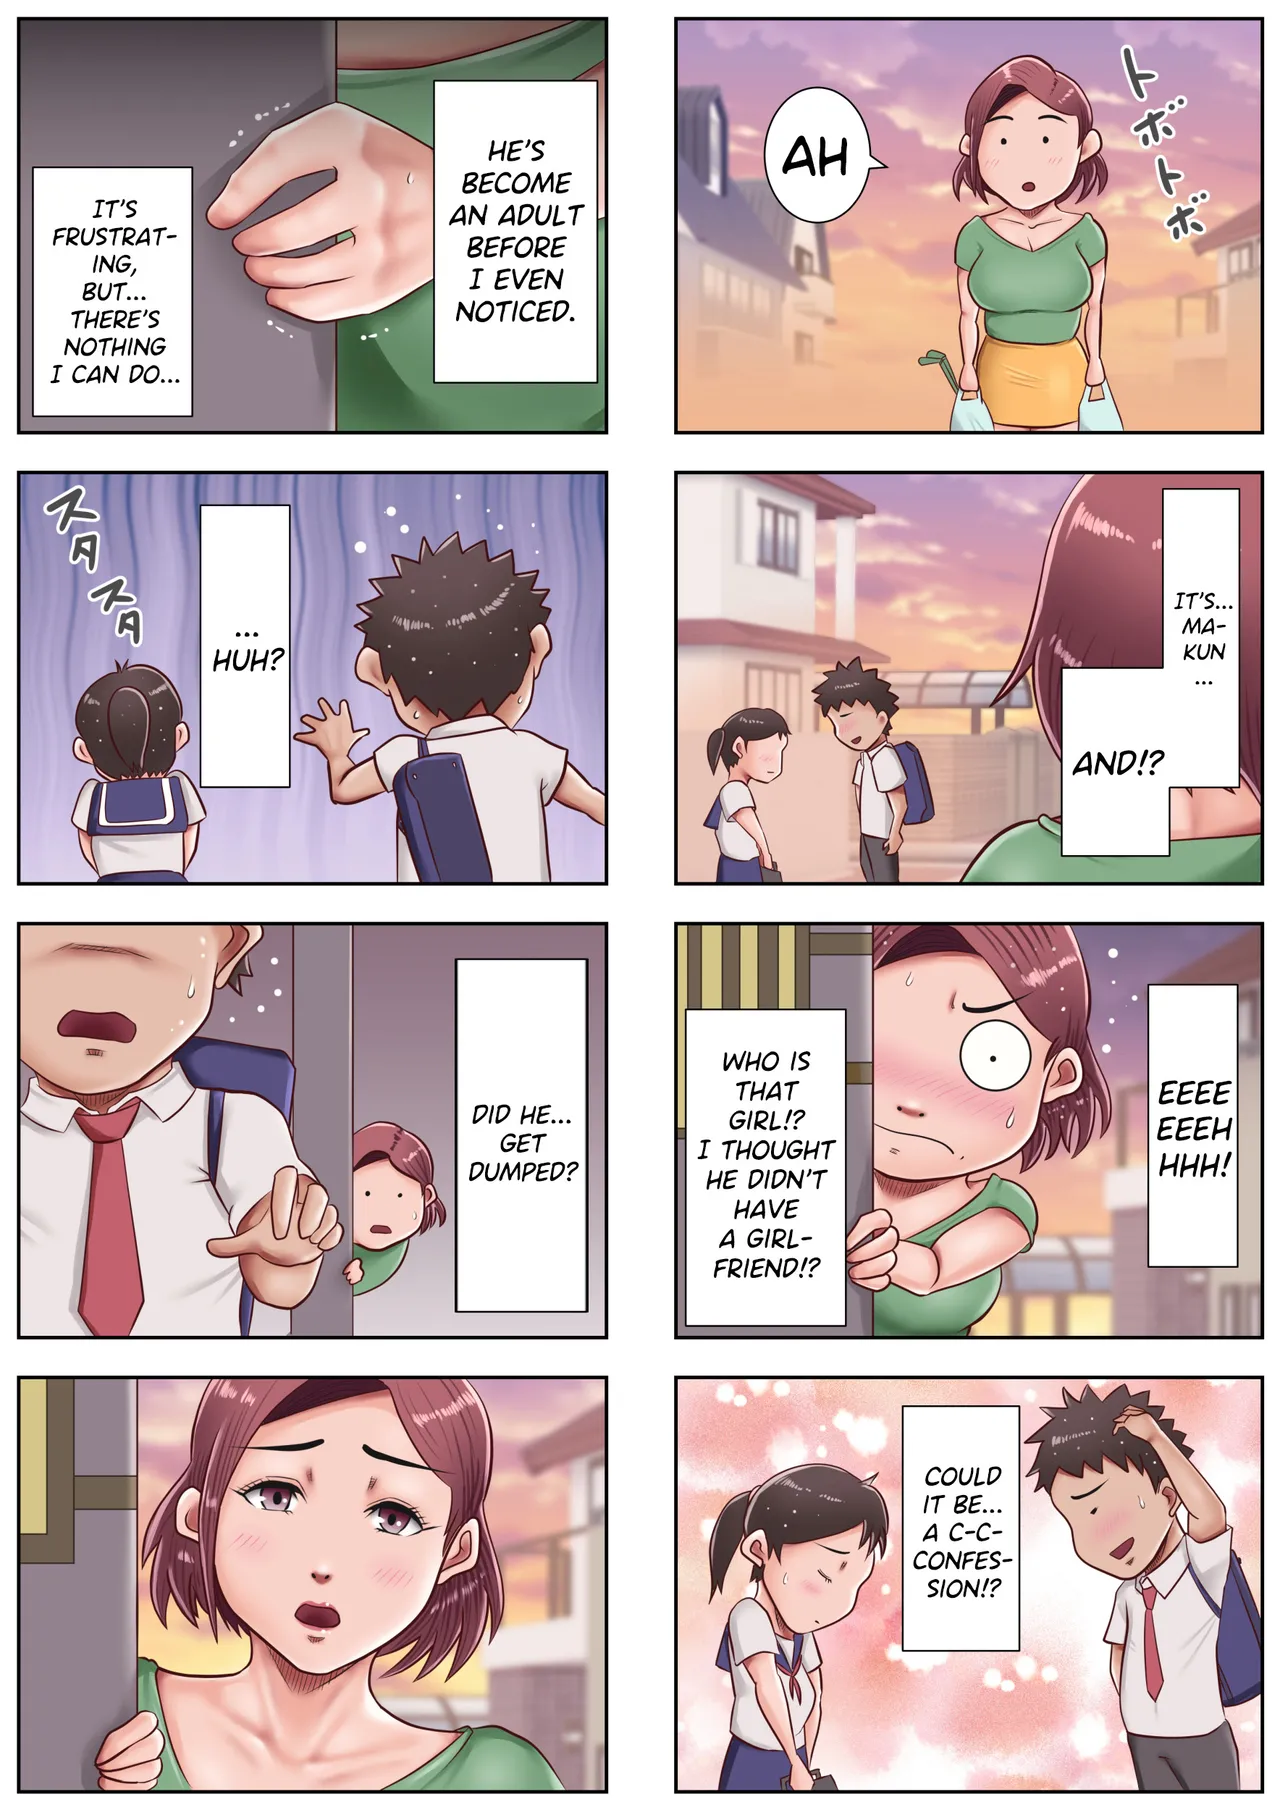 トボトボ
AH
IT'S...
MA-
KUN
...
AND!?
EEEE
EEEH
HHH!
WHO IS
THAT
GIRL!?
I THOUGHT
HE DIDN'T
HAVE
A GIRL-
FRIEND!?
COULD
IT BE...
A C-C-
CONFES-
SION!?
HE'S
BECOME
AN ADULT
BEFORE
I EVEN
NOTICED.
IT'S
FRUSTRAT-
ING,
BUT...
THERE'S
NOTHING
I CAN DO...
...
HUH?
スタ
スタ
DID HE...
GET
DUMPED?